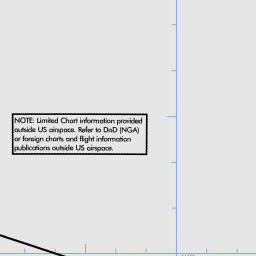 NOTE: Limited Chart information provided
outside US airspace. Refer to DoD (NGA)
or foreign charts and flight information
publications outside US airspace.